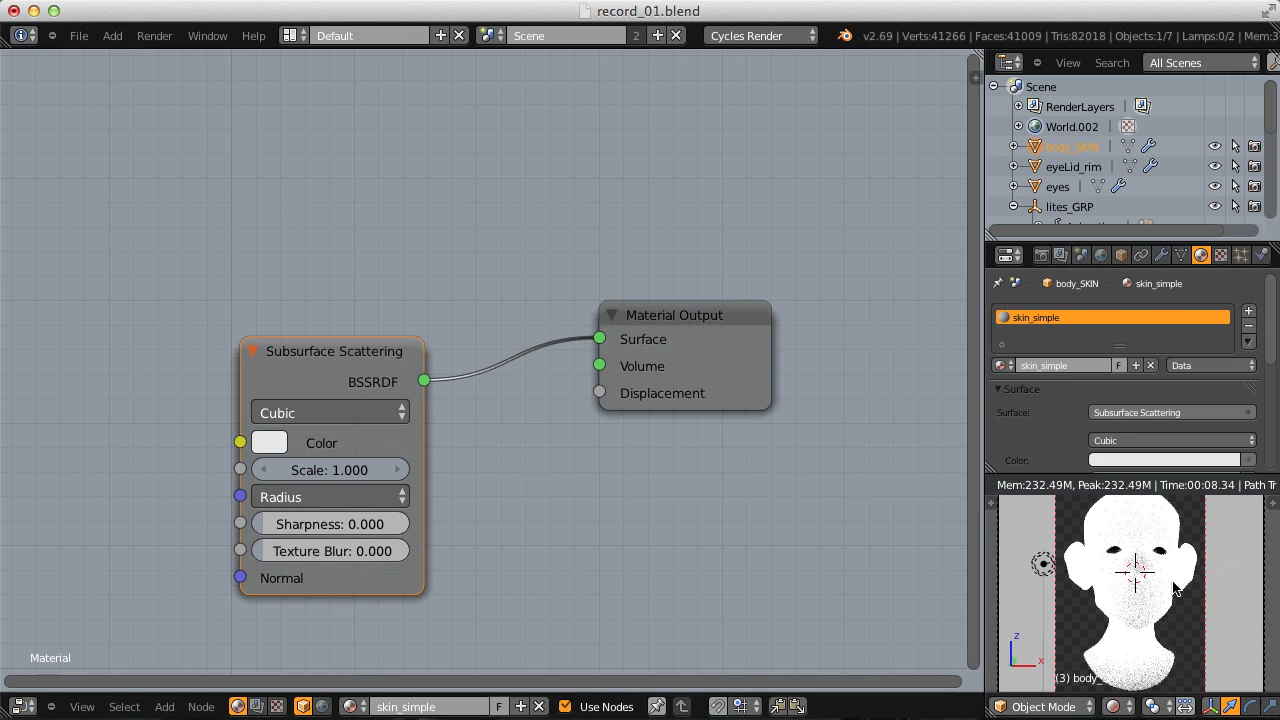 record_01.blend
File Add Render Window Help Default Scene 2 Cycles Render v2.69 | Verts:41266 | Faces:41009 | Tris:82018 | Objects:1/7 | Lamps:0/2 | Mem:3
View Search All Scenes
Scene
RenderLayers
World.002
body_SKIN
eyeLid_rim
eyes
lites_GRP
body_SKIN skin_simple
skin_simple
skin_simple F Data
Surface
Surface: Subsurface Scattering
Cubic
Color:
Material Output
Surface
Volume
Displacement
Subsurface Scattering
BSSRDF
Cubic
Color
Scale: 1.000
Radius
Sharpness: 0.000
Texture Blur: 0.000
Normal
Material
Mem:232.49M, Peak:232.49M | Time:00:08.34 | Path Tr
z
x
(3) body_
View Select Add Node skin_simple F Use Nodes
Object Mode